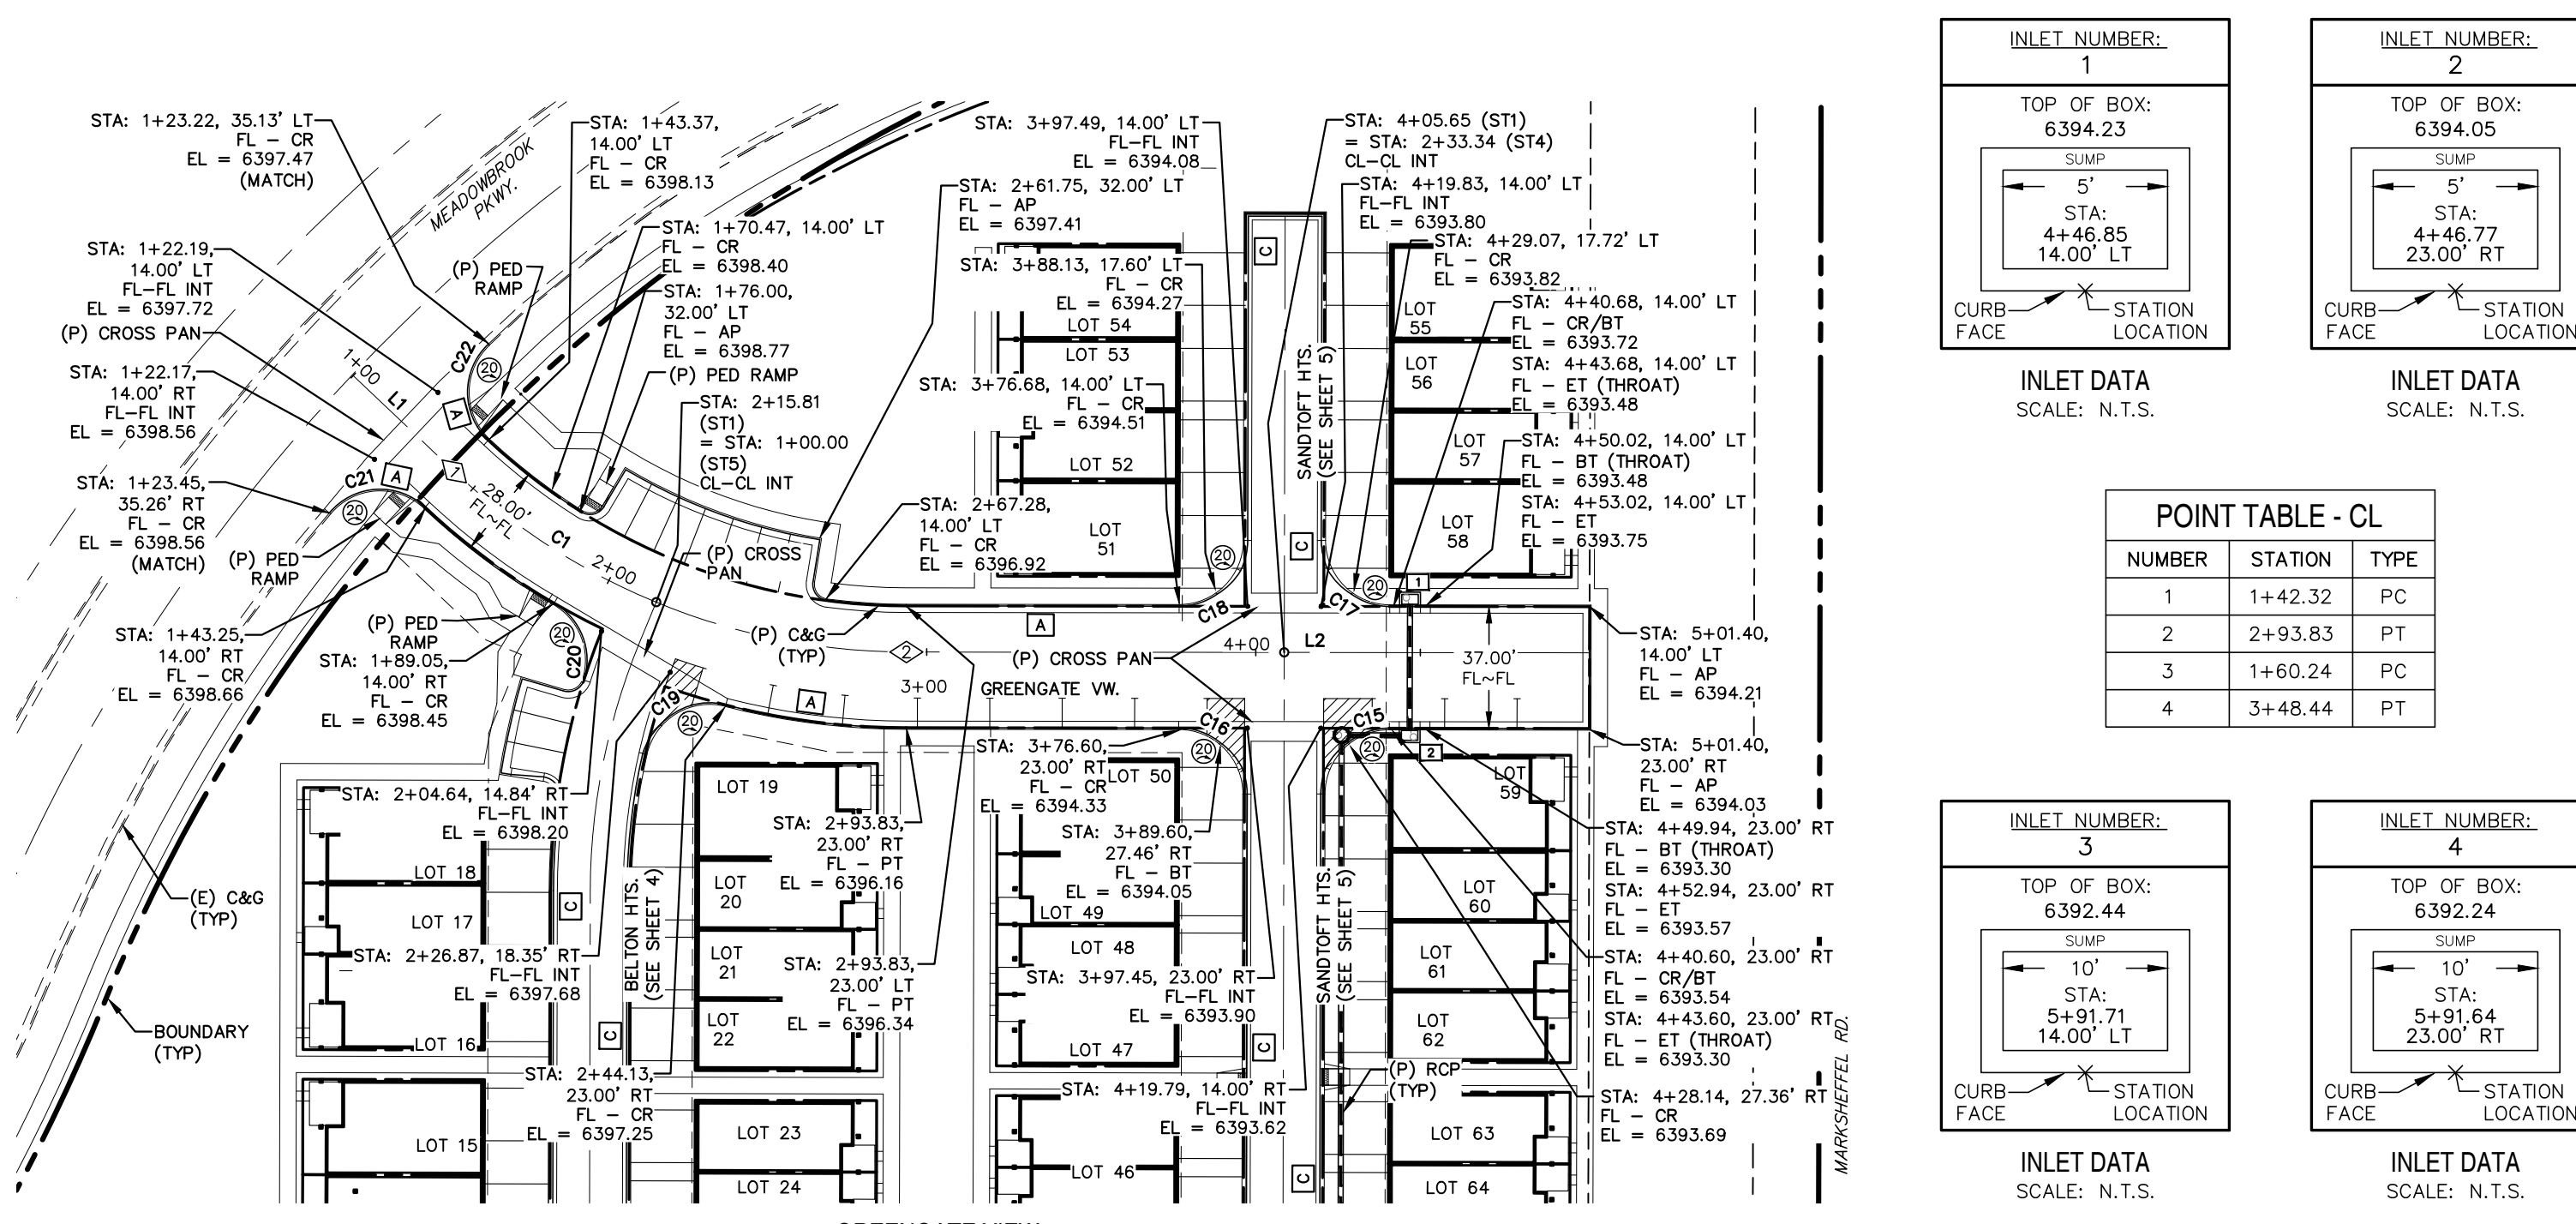 STA: 1+23.22, 35.13' LT
FL – CR
EL = 6397.47
(MATCH)
STA: 1+22.19,
14.00' LT
FL–FL INT
EL = 6397.72
(P) CROSS PAN
STA: 1+22.17,
14.00' RT
FL–FL INT
EL = 6398.56
STA: 1+23.45,
35.26' RT
FL – CR
EL = 6398.56
(MATCH)
(P) PED
RAMP
STA: 1+43.25,
14.00' RT
FL – CR
EL = 6398.66
(P) PED
RAMP
STA: 1+89.05,
14.00' RT
FL – CR
EL = 6398.45
STA: 2+04.64, 14.84' RT
FL–FL INT
EL = 6398.20
(E) C&G
(TYP)
STA: 2+26.87, 18.35' RT
FL–FL INT
EL = 6397.68
BOUNDARY
(TYP)
STA: 2+44.13,
23.00' RT
FL – CR
EL = 6397.25
MEADOWBROOK
PKWY.
(P) PED
RAMP
STA: 1+43.37,
14.00' LT
FL – CR
EL = 6398.13
STA: 1+70.47, 14.00' LT
FL – CR
EL = 6398.40
STA: 1+76.00,
32.00' LT
FL – AP
EL = 6398.77
(P) PED RAMP
STA: 2+15.81
(ST1)
= STA: 1+00.00
(ST5)
CL–CL INT
1+00
L1
C22
20
A
C21
A
20
1
28.00'
FL~FL
C1
2+00
20
C20
(P) CROSS
PAN
C19
20
A
(P) C&G
(TYP)
2
3+00
GREENGATE VW.
A
(P) CROSS PAN
4+00
L2
37.00'
FL~FL
STA: 3+97.49, 14.00' LT
FL–FL INT
EL = 6394.08
STA: 2+61.75, 32.00' LT
FL – AP
EL = 6397.41
STA: 3+88.13, 17.60' LT
FL – CR
EL = 6394.27
LOT 54
LOT 53
STA: 3+76.68, 14.00' LT
FL – CR
EL = 6394.51
LOT 52
STA: 2+67.28,
14.00' LT
FL – CR
EL = 6396.92
LOT
51
20
C18
STA: 4+05.65 (ST1)
= STA: 2+33.34 (ST4)
CL–CL INT
STA: 4+19.83, 14.00' LT
FL–FL INT
EL = 6393.80
STA: 4+29.07, 17.72' LT
FL – CR
EL = 6393.82
STA: 4+40.68, 14.00' LT
FL – CR/BT
EL = 6393.72
STA: 4+43.68, 14.00' LT
FL – ET (THROAT)
EL = 6393.48
STA: 4+50.02, 14.00' LT
FL – BT (THROAT)
EL = 6393.48
STA: 4+53.02, 14.00' LT
FL – ET
EL = 6393.75
C
SANDTOFT HTS.
(SEE SHEET 5)
C
LOT
55
LOT
56
LOT
57
LOT
58
20
C17
1
STA: 5+01.40,
14.00' LT
FL – AP
EL = 6394.21
STA: 5+01.40,
23.00' RT
FL – AP
EL = 6394.03
STA: 4+49.94, 23.00' RT
FL – BT (THROAT)
EL = 6393.30
STA: 4+52.94, 23.00' RT
FL – ET
EL = 6393.57
STA: 4+40.60, 23.00' RT
FL – CR/BT
EL = 6393.54
STA: 4+43.60, 23.00' RT
FL – ET (THROAT)
EL = 6393.30
STA: 4+28.14, 27.36' RT
FL – CR
EL = 6393.69
C16
20
C15
20
2
STA: 3+76.60,
23.00' RT
FL – CR
EL = 6394.33
LOT 50
STA: 3+89.60,
27.46' RT
FL – BT
EL = 6394.05
LOT 49
LOT 48
STA: 3+97.45, 23.00' RT
FL–FL INT
EL = 6393.90
LOT 47
STA: 4+19.79, 14.00' RT
FL–FL INT
EL = 6393.62
LOT 46
C
C
SANDTOFT HTS.
(SEE SHEET 5)
(P) RCP
(TYP)
LOT
59
LOT
60
LOT
61
LOT
62
LOT 63
LOT 64
MARKSHEFFEL RD.
LOT 18
LOT 17
LOT 16
LOT 15
C
BELTON HTS.
(SEE SHEET 4)
C
LOT 19
LOT
20
LOT
21
LOT
22
LOT 23
LOT 24
STA: 2+93.83,
23.00' RT
FL – PT
EL = 6396.16
STA: 2+93.83,
23.00' LT
FL – PT
EL = 6396.34
INLET NUMBER:
1
TOP OF BOX:
6394.23
SUMP
5'
STA:
4+46.85
14.00' LT
CURB
FACE
STATION
LOCATION
INLET DATA
SCALE: N.T.S.
INLET NUMBER:
2
TOP OF BOX:
6394.05
SUMP
5'
STA:
4+46.77
23.00' RT
CURB
FACE
STATION
LOCATION
INLET DATA
SCALE: N.T.S.
POINT TABLE - CL
NUMBER STATION TYPE
1 1+42.32 PC
2 2+93.83 PT
3 1+60.24 PC
4 3+48.44 PT
INLET NUMBER:
3
TOP OF BOX:
6392.44
SUMP
10'
STA:
5+91.71
14.00' LT
CURB
FACE
STATION
LOCATION
INLET DATA
SCALE: N.T.S.
INLET NUMBER:
4
TOP OF BOX:
6392.24
SUMP
10'
STA:
5+91.64
23.00' RT
CURB
FACE
STATION
LOCATION
INLET DATA
SCALE: N.T.S.